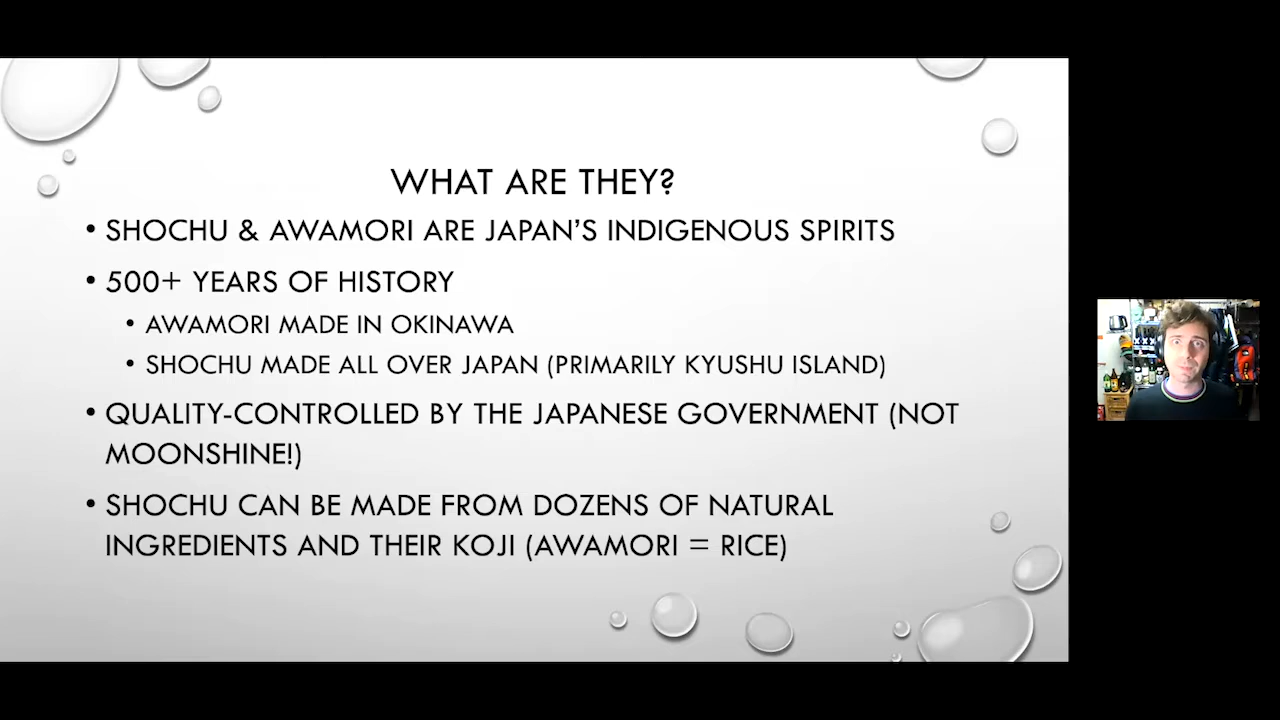 WHAT ARE THEY?
• SHOCHU & AWAMORI ARE JAPAN'S INDIGENOUS SPIRITS
• 500+ YEARS OF HISTORY
• AWAMORI MADE IN OKINAWA
• SHOCHU MADE ALL OVER JAPAN (PRIMARILY KYUSHU ISLAND)
• QUALITY-CONTROLLED BY THE JAPANESE GOVERNMENT (NOT
MOONSHINE!)
• SHOCHU CAN BE MADE FROM DOZENS OF NATURAL
INGREDIENTS AND THEIR KOJI (AWAMORI = RICE)